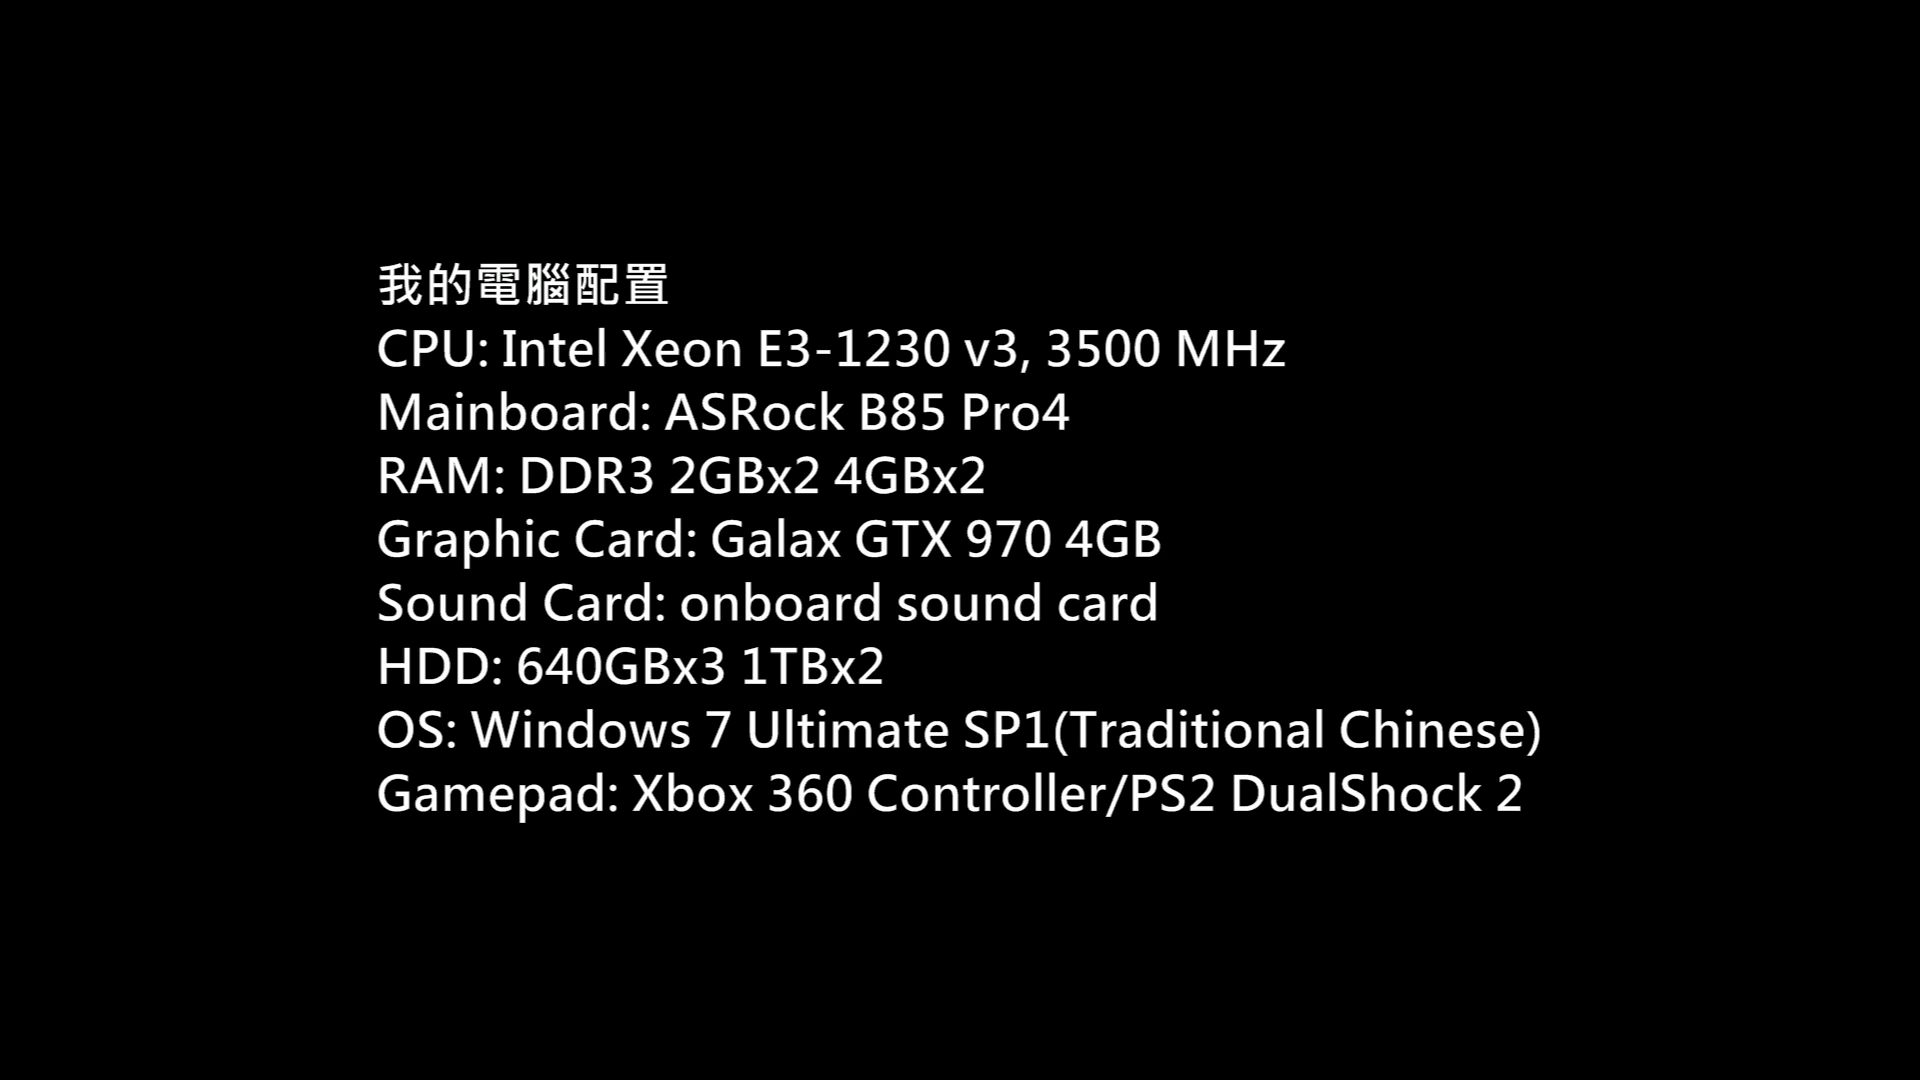 我的電腦配置
CPU: Intel Xeon E3-1230 v3, 3500 MHz
Mainboard: ASRock B85 Pro4
RAM: DDR3 2GBx2 4GBx2
Graphic Card: Galax GTX 970 4GB
Sound Card: onboard sound card
HDD: 640GBx3 1TBx2
OS: Windows 7 Ultimate SP1(Traditional Chinese)
Gamepad: Xbox 360 Controller/PS2 DualShock 2